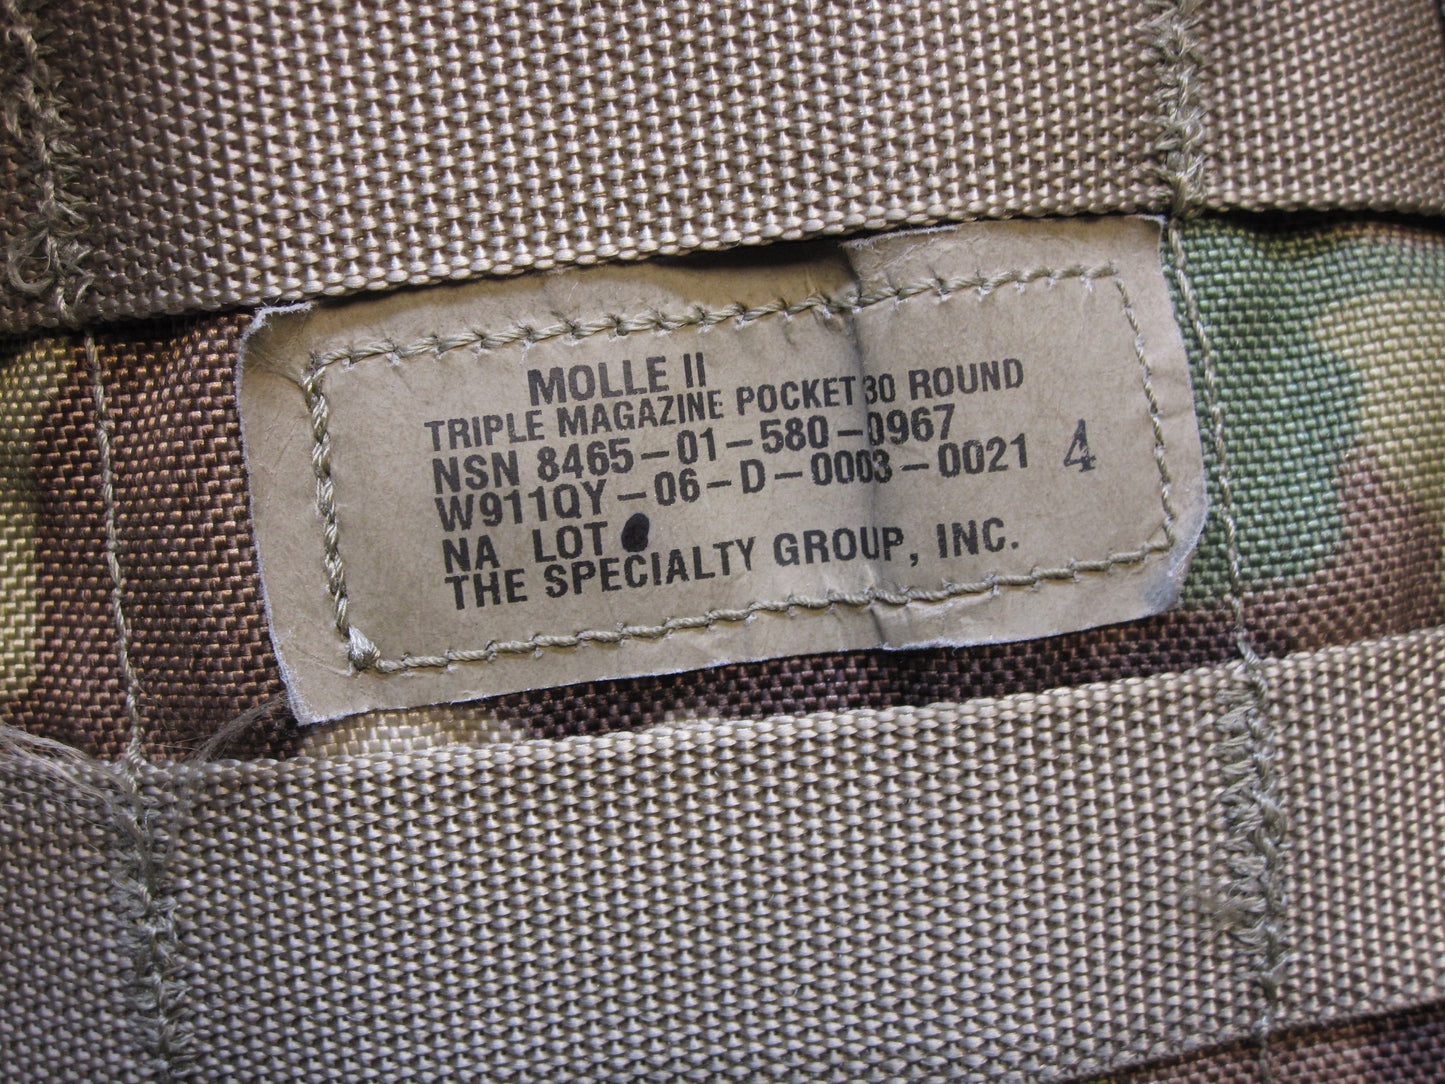 MOLLE II
TRIPLE MAGAZINE POCKET 30 ROUND
NSN 8465-01-580-0967
W911QY-06-D-0003-0021 4
NA LOT
THE SPECIALTY GROUP, INC.